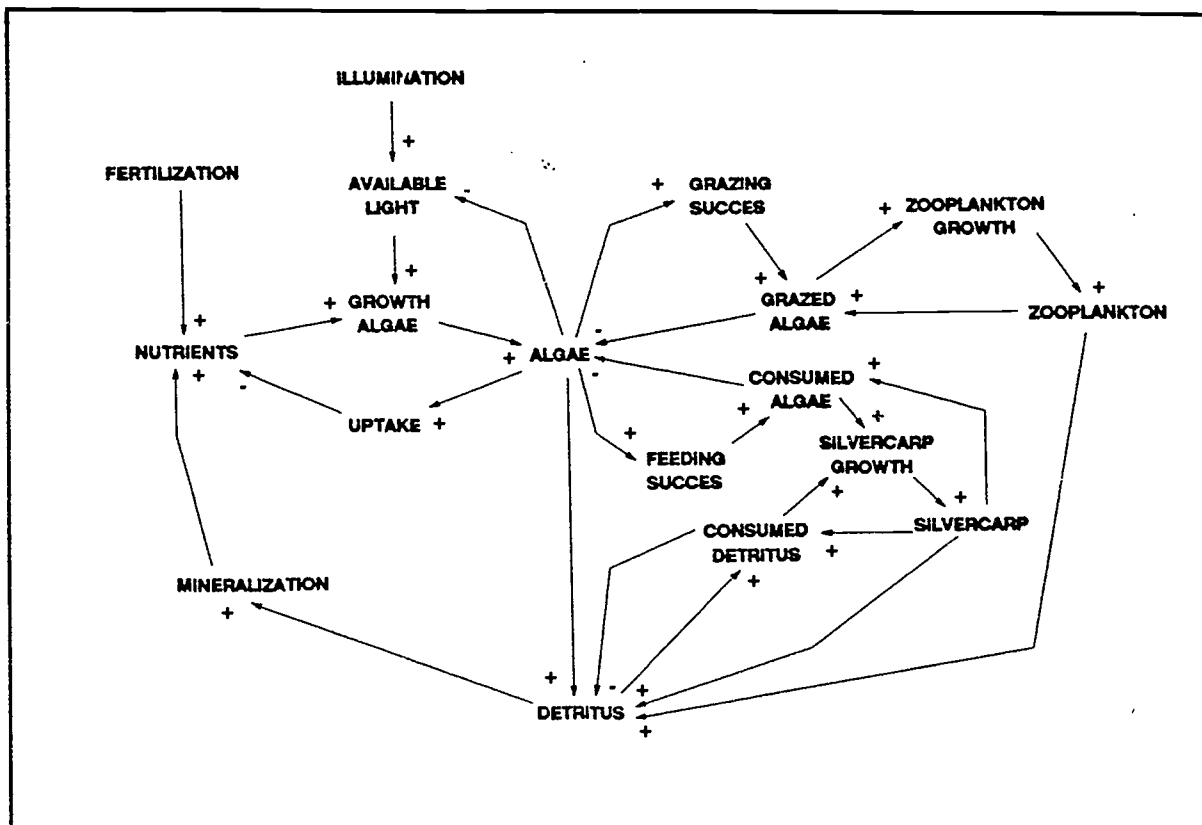 ILLUMINATION
+
FERTILIZATION
AVAILABLE
LIGHT
-
+
GRAZING
SUCCES
+
ZOOPLANKTON
GROWTH
+
+
GROWTH
ALGAE
+
GRAZED
ALGAE
+
+
ZOOPLANKTON
+
NUTRIENTS
+
-
+
ALGAE
-
-
CONSUMED
ALGAE
+
+
UPTAKE +
+
FEEDING
SUCCES
+
SILVERCARP
GROWTH
+
+
SILVERCARP
CONSUMED
DETRITUS
+
+
MINERALIZATION
+
+
-
+
DETRITUS
+